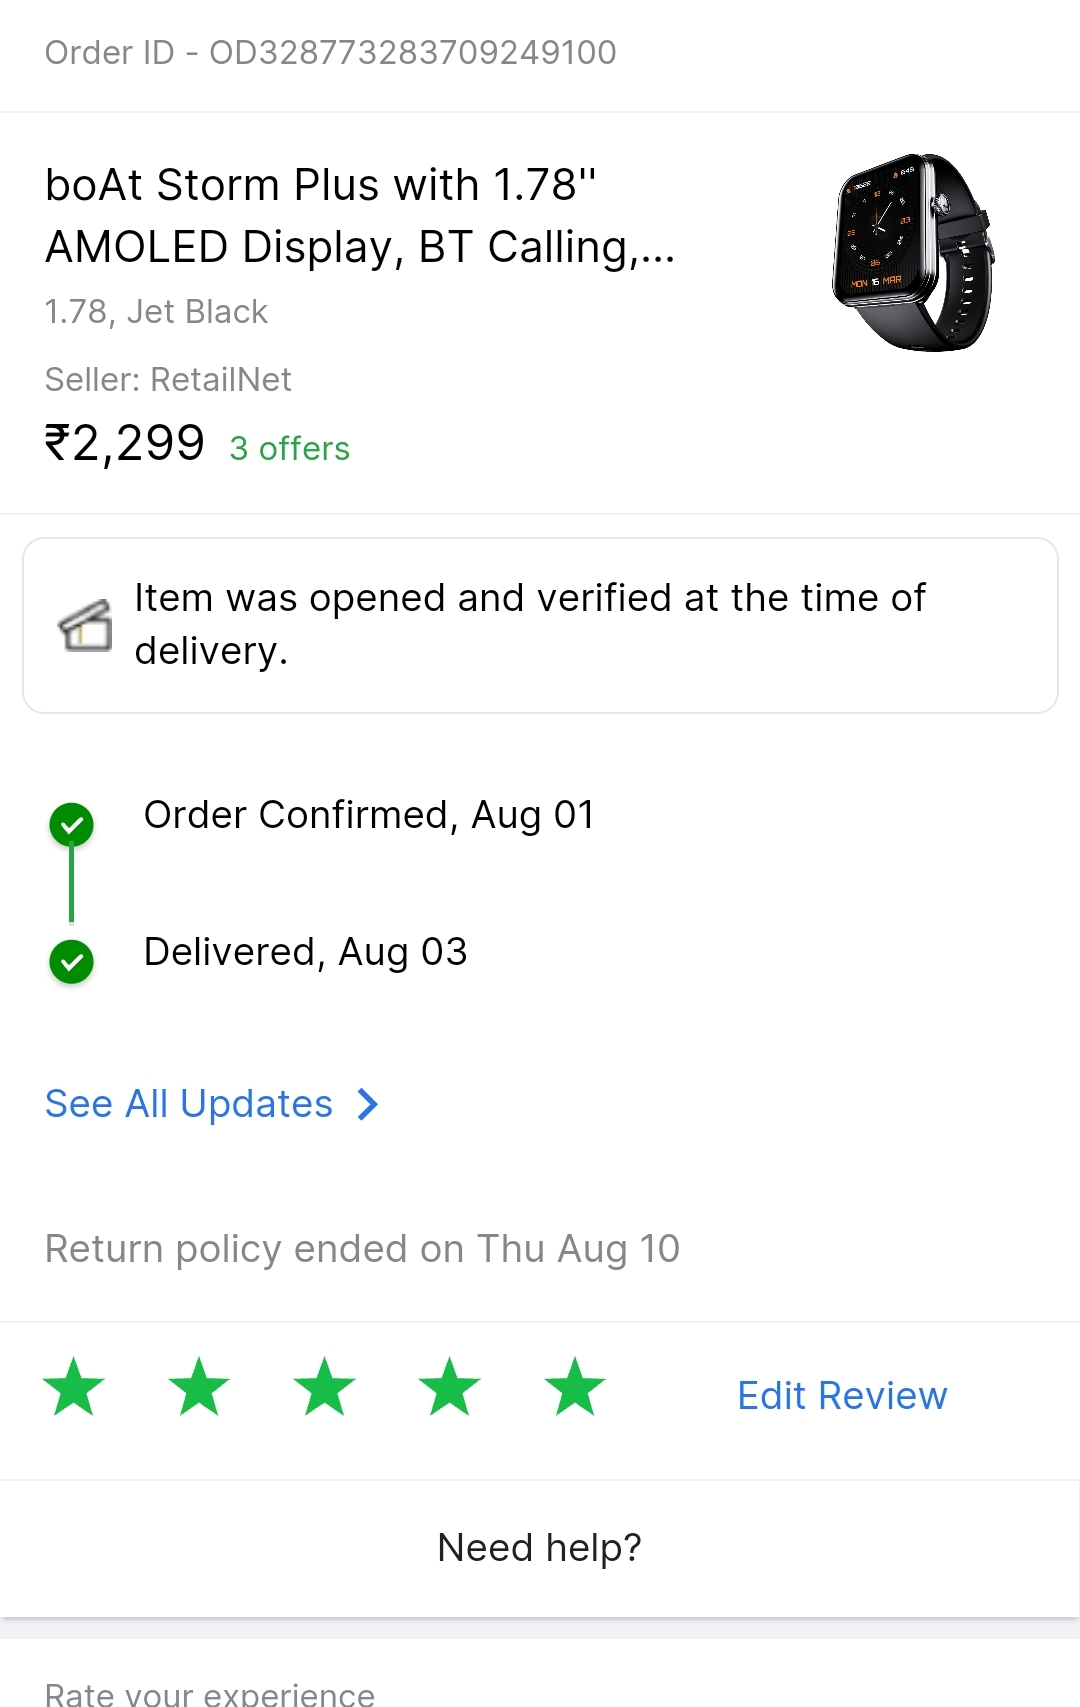 Order ID - OD328773283709249100
boAt Storm Plus with 1.78"
AMOLED Display, BT Calling,...
1.78, Jet Black
Seller: RetailNet
₹2,299 3 offers
MON 16 MAR
Item was opened and verified at the time of
delivery.
Order Confirmed, Aug 01
Delivered, Aug 03
See All Updates
Return policy ended on Thu Aug 10
Edit Review
Need help?
Rate your experience